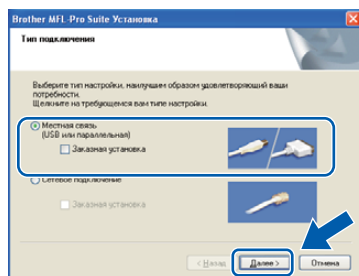 Brother MFL-Pro Suite Установка
Тип подключения
Выберите тип настройки, наилучшим образом удовлетворяющий ваши
потребности.
Щелкните на требующемся вам типе настройки.
Местная связь
(USB или параллельная)
Заказная установка
Сетевое подключение
Заказная установка
< Назад
Далее >
Отмена